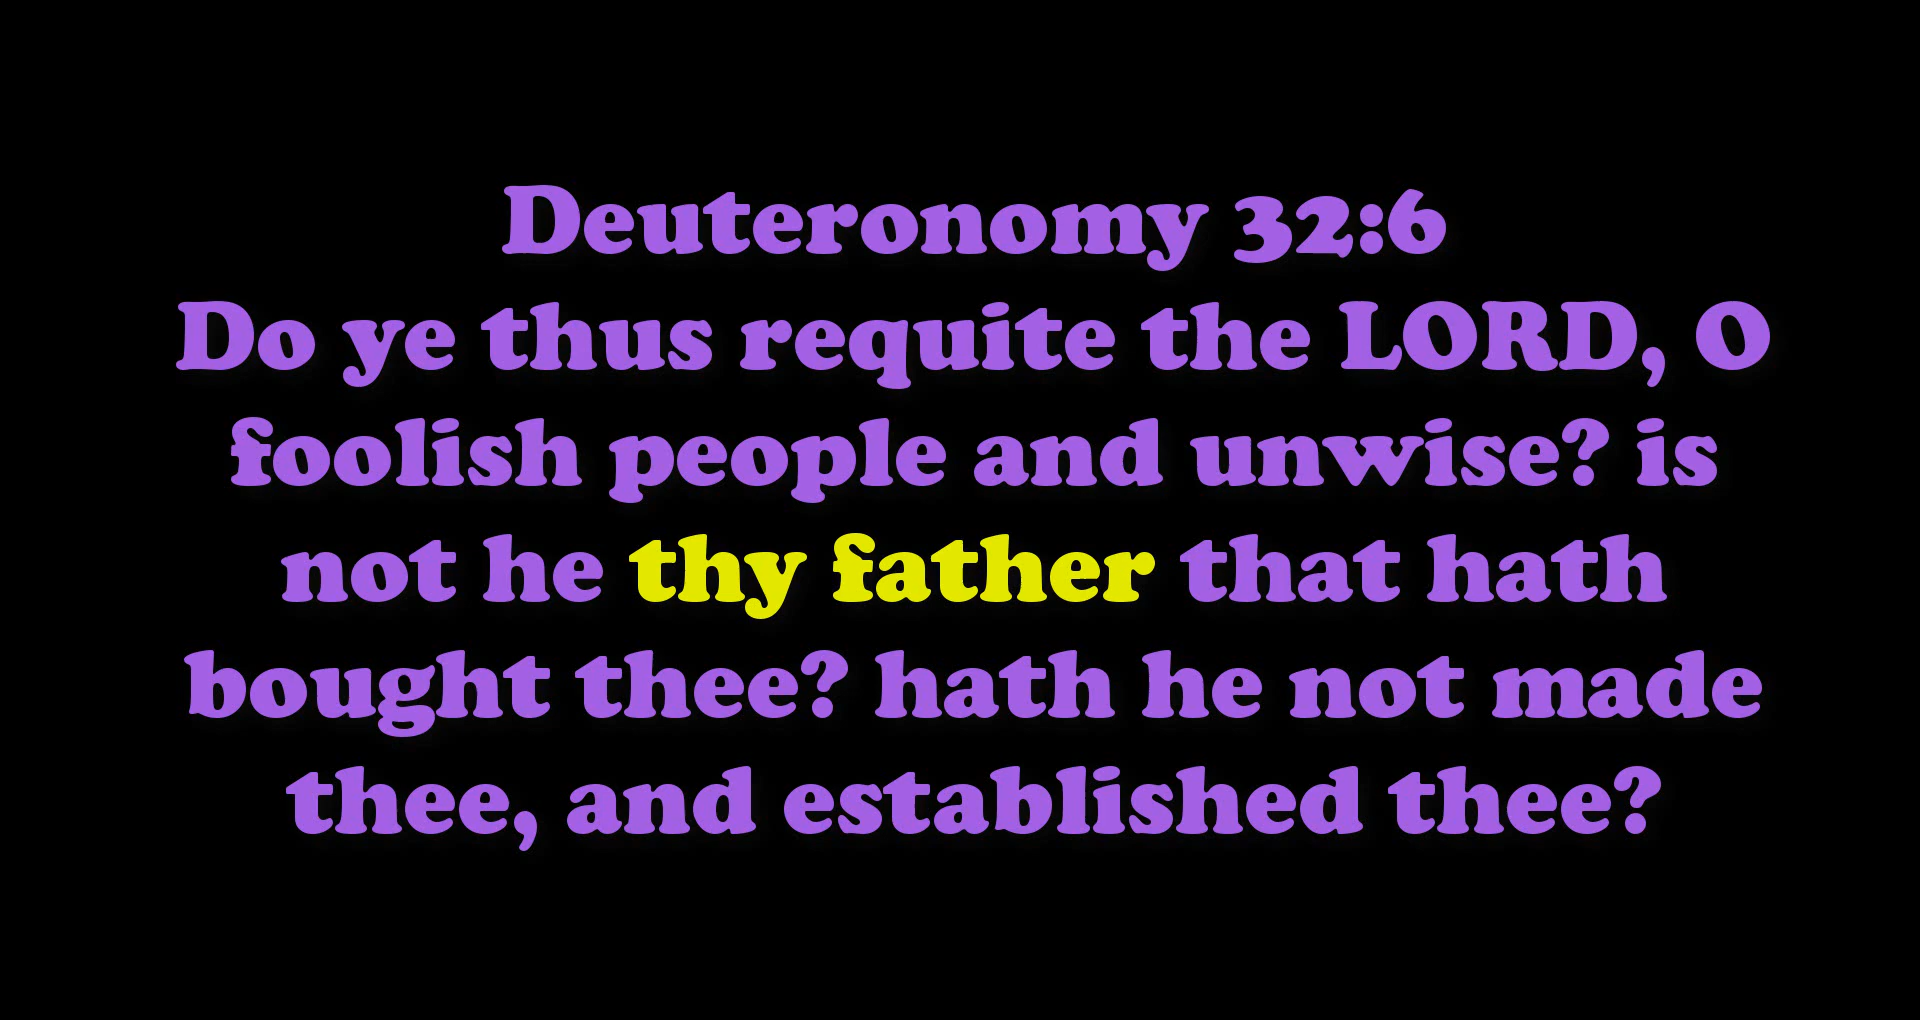 Deuteronomy 32:6
Do ye thus requite the LORD, O
foolish people and unwise? is
not he thy father that hath
bought thee? hath he not made
thee, and established thee?